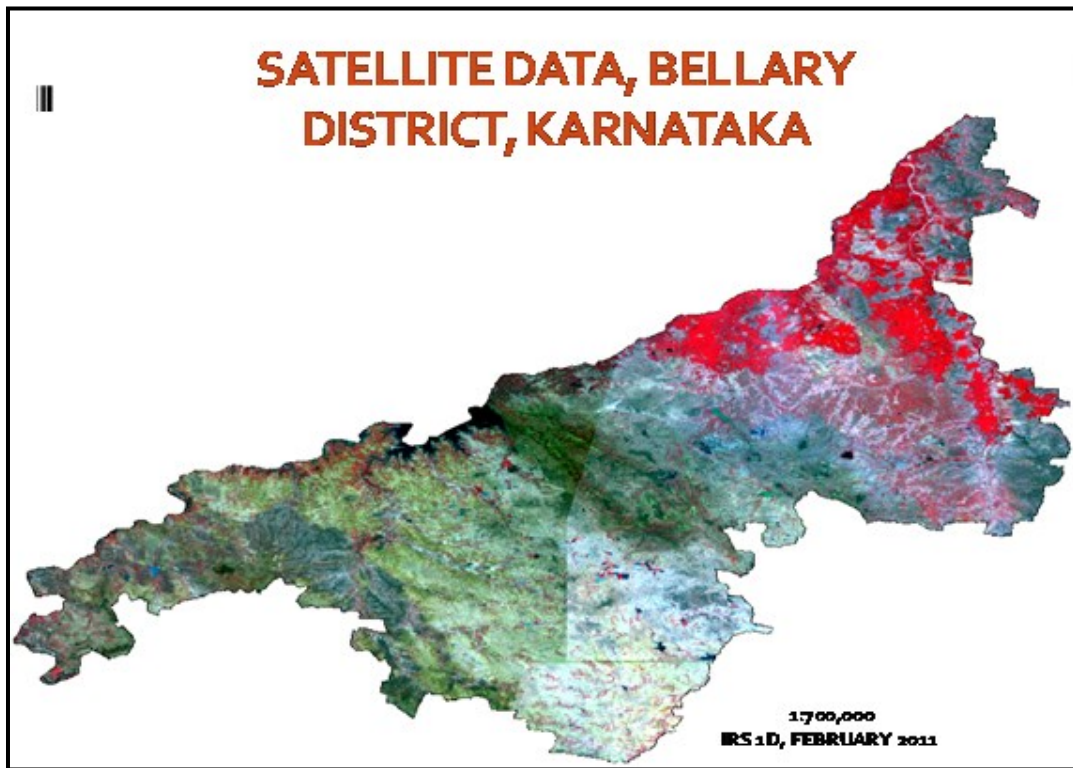 SATELLITE DATA, BELLARY
DISTRICT, KARNATAKA
1:700,000
IRS 1D, FEBRUARY 2011